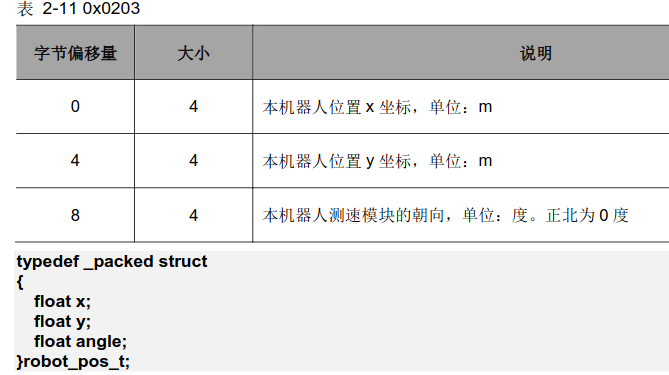 表 2-11 0x0203
字节偏移量 大小 说明
0 4 本机器人位置 x 坐标，单位：m
4 4 本机器人位置 y 坐标，单位：m
8 4 本机器人测速模块的朝向，单位：度。正北为 0 度
typedef _packed struct
{
float x;
float y;
float angle;
}robot_pos_t;